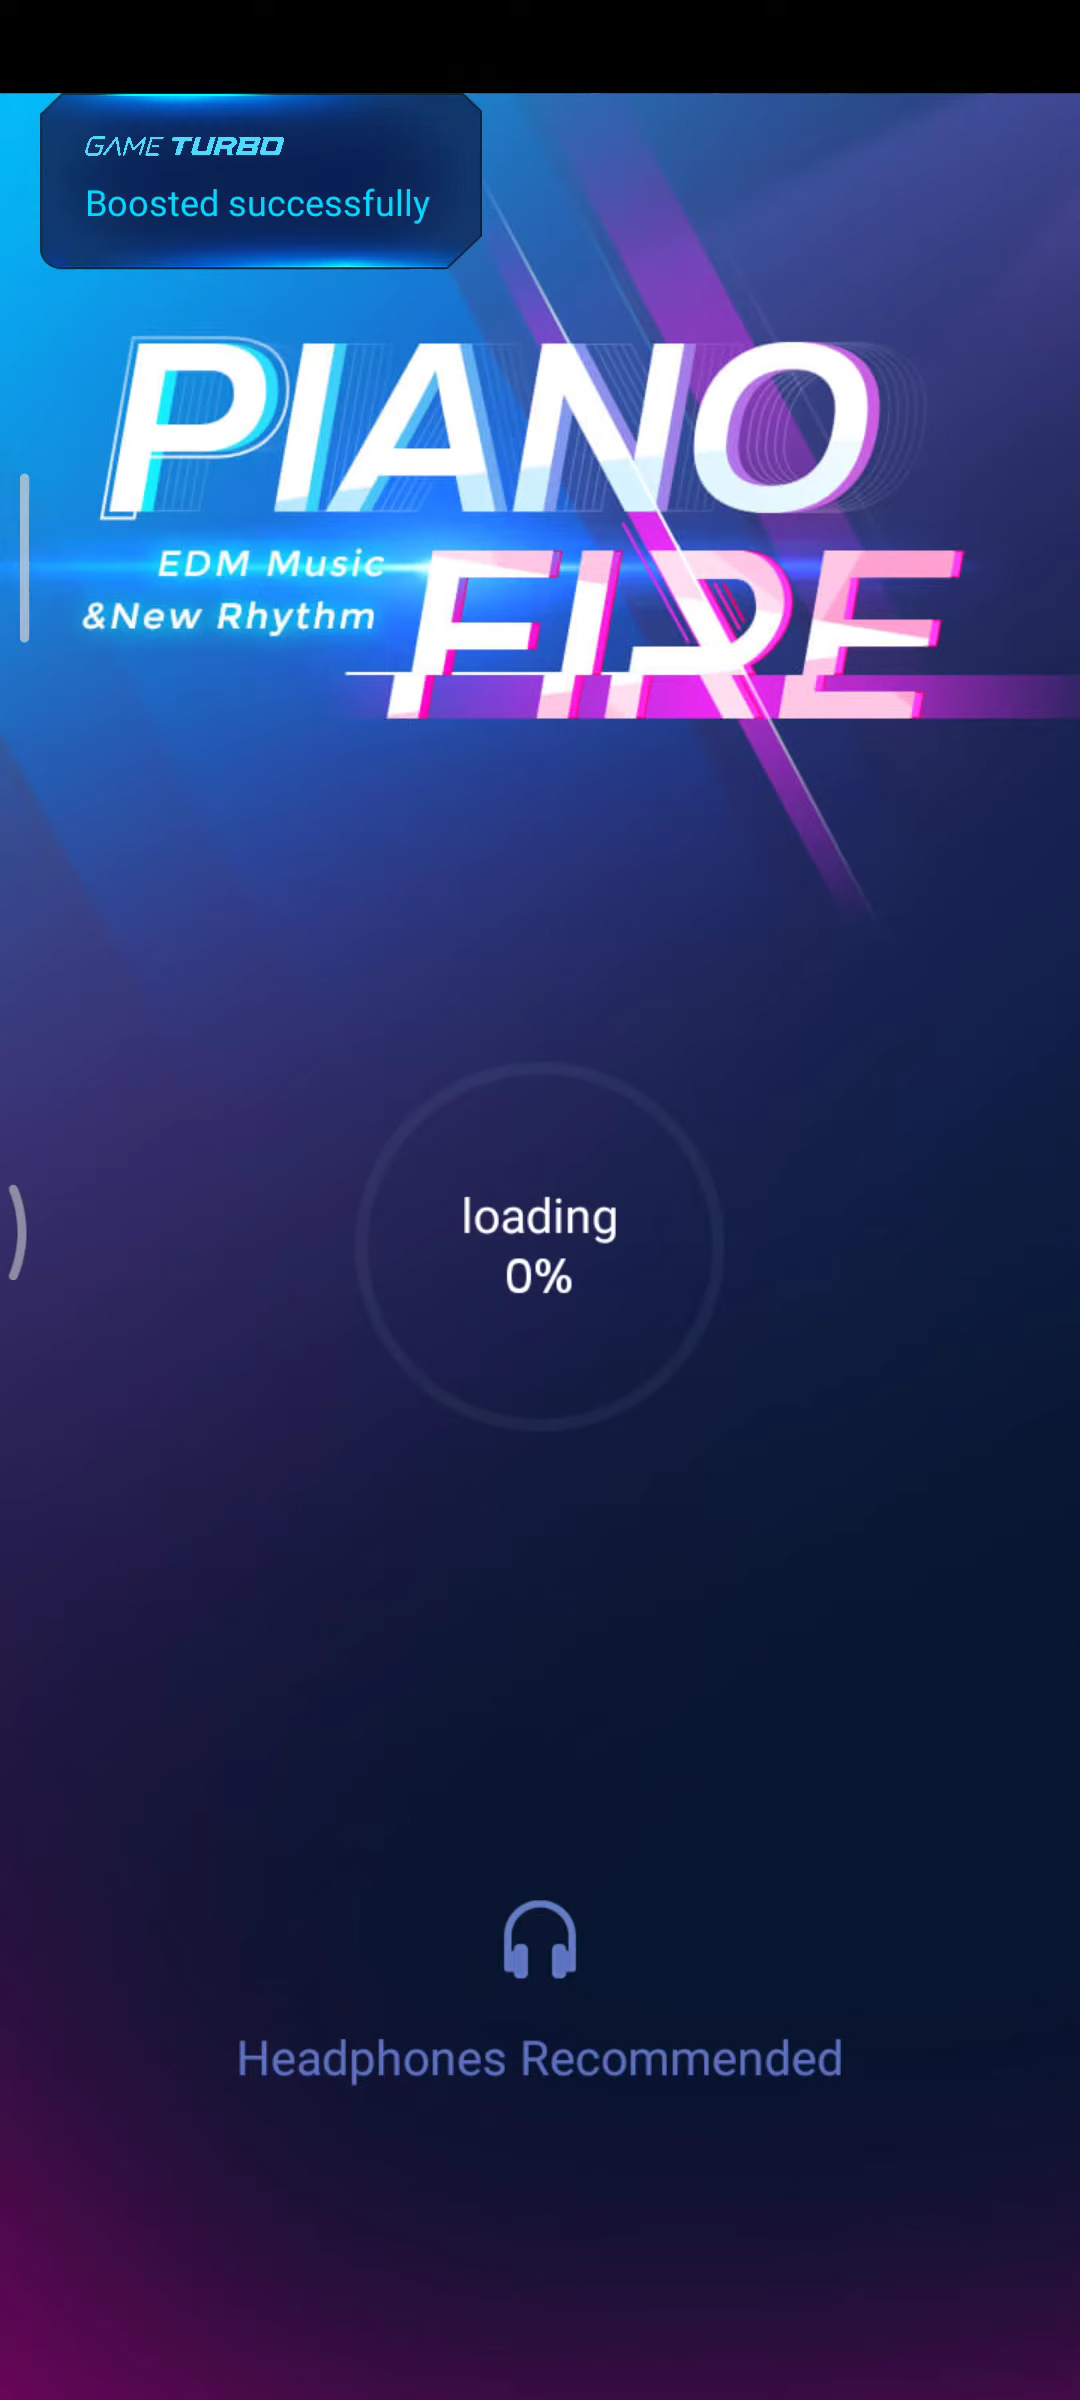 GAME TURBO
Boosted successfully
PIANO
EDM Music
&New Rhythm
FIRE
loading
0%
Headphones Recommended